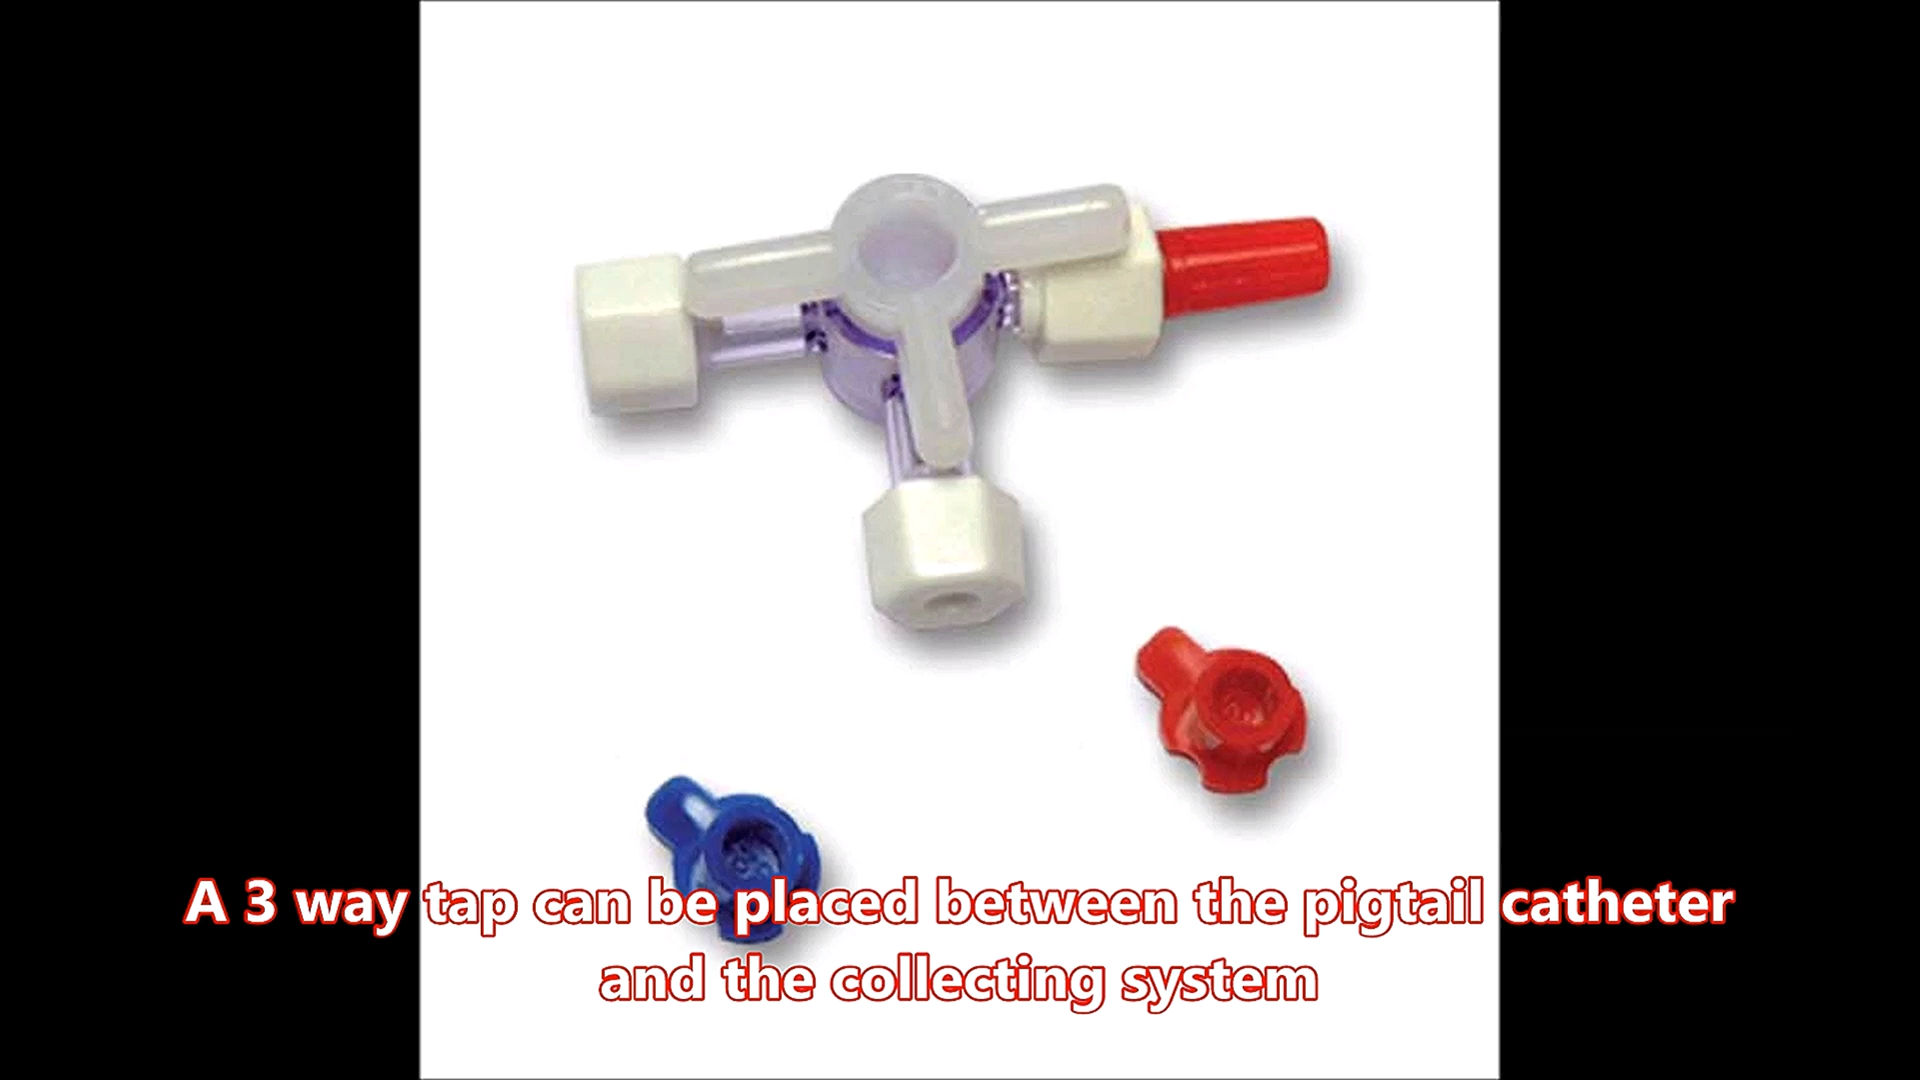 A 3 way tap can be placed between the pigtail catheter
and the collecting system